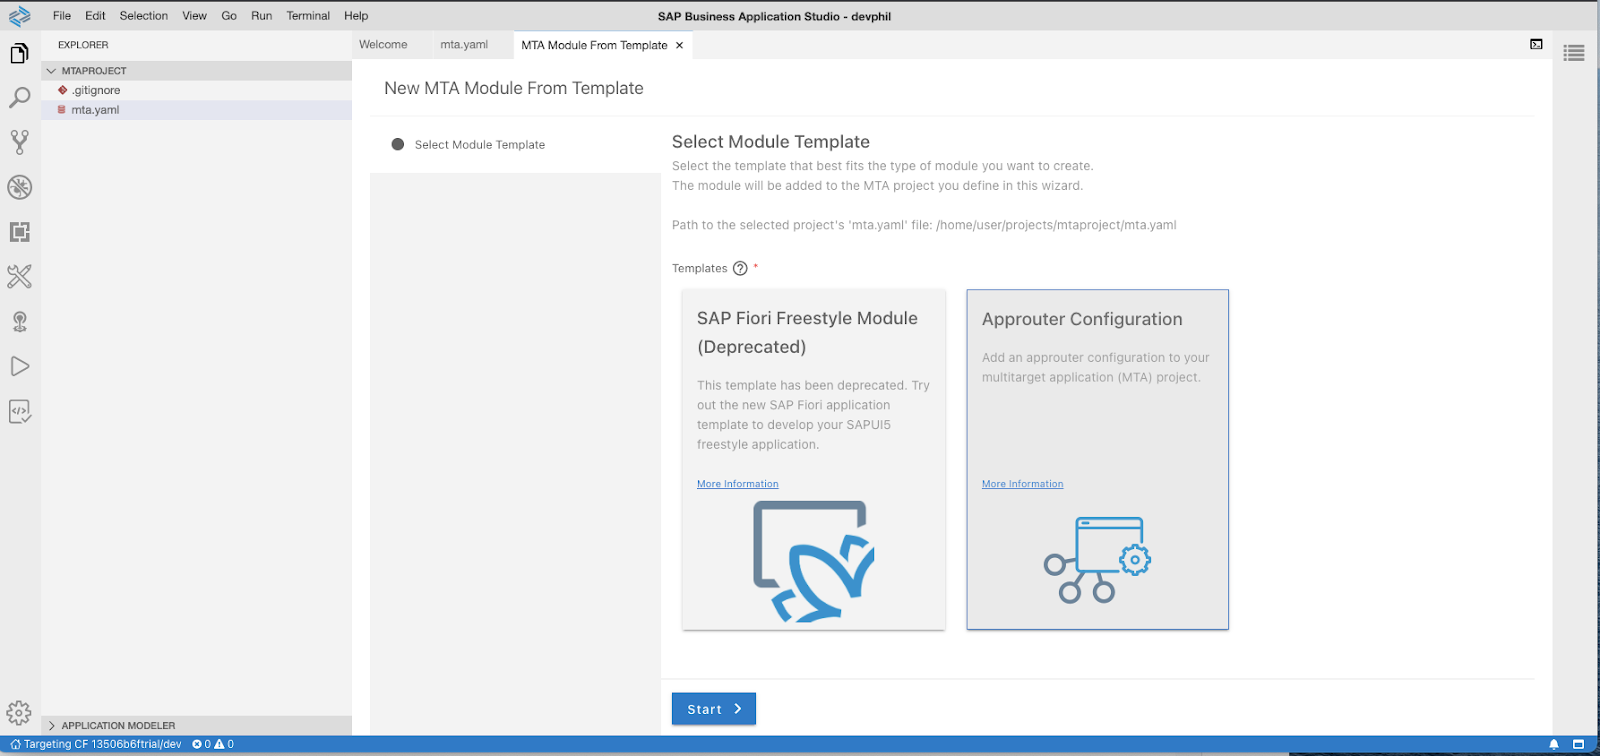 File Edit Selection View Go Run Terminal Help
SAP Business Application Studio - devphil
EXPLORER
MTAPROJECT
.gitignore
mta.yaml
APPLICATION MODELER
Welcome
mta.yaml
MTA Module From Template ×
New MTA Module From Template
Select Module Template
Select Module Template
Select the template that best fits the type of module you want to create.
The module will be added to the MTA project you define in this wizard.
Path to the selected project's 'mta.yaml' file: /home/user/projects/mtaproject/mta.yaml
Templates ? *
SAP Fiori Freestyle Module
(Deprecated)
This template has been deprecated. Try
out the new SAP Fiori application
template to develop your SAPUI5
freestyle application.
More Information
Approuter Configuration
Add an approuter configuration to your
multitarget application (MTA) project.
More Information
Start
Targeting CF 13506b6ftrial/dev 0 0